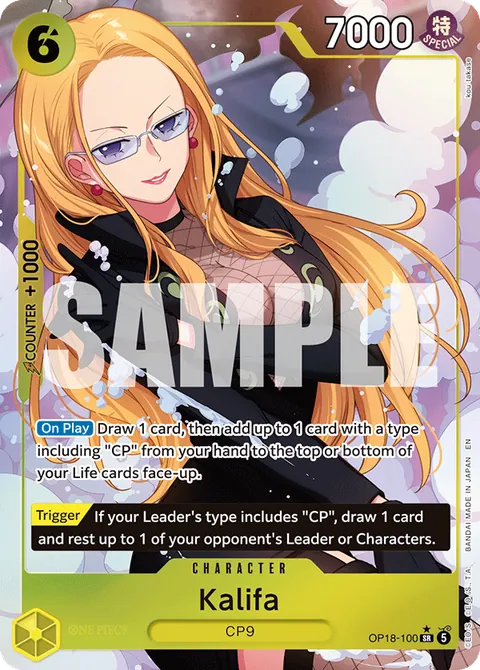 6
7000
特
SPECIAL
kou_takase
COUNTER +1000
SAMPLE
On Play Draw 1 card, then add up to 1 card with a type
including "CP" from your hand to the top or bottom of
your Life cards face-up.
Trigger If your Leader's type includes "CP", draw 1 card
and rest up to 1 of your opponent's Leader or Characters.
BANDAI MADE IN JAPAN EN
CHARACTER
Kalifa
CP9
ONE PIECE
OP18-100 ★ SR 5